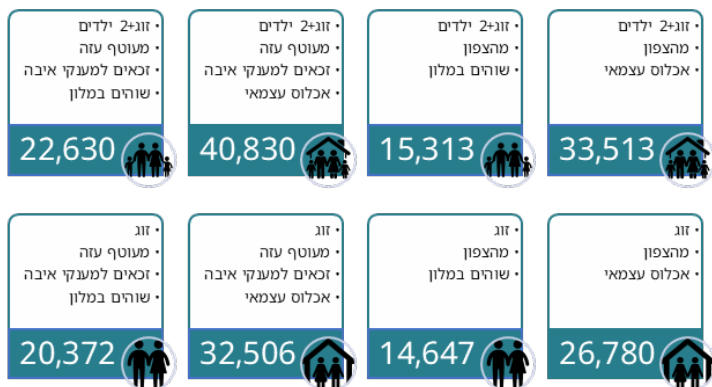 • זוג+2 ילדים
• מהצפון
• אכלוס עצמאי
33,513
• זוג+2 ילדים
• מהצפון
• שוהים במלון
15,313
• זוג+2 ילדים
• מעוטף עזה
• זכאים למענקי איבה
• אכלוס עצמאי
40,830
• זוג+2 ילדים
• מעוטף עזה
• זכאים למענקי איבה
• שוהים במלון
22,630
• זוג
• מהצפון
• אכלוס עצמאי
26,780
• זוג
• מהצפון
• שוהים במלון
14,647
• זוג
• מעוטף עזה
• זכאים למענקי איבה
• אכלוס עצמאי
32,506
• זוג
• מעוטף עזה
• זכאים למענקי איבה
• שוהים במלון
20,372